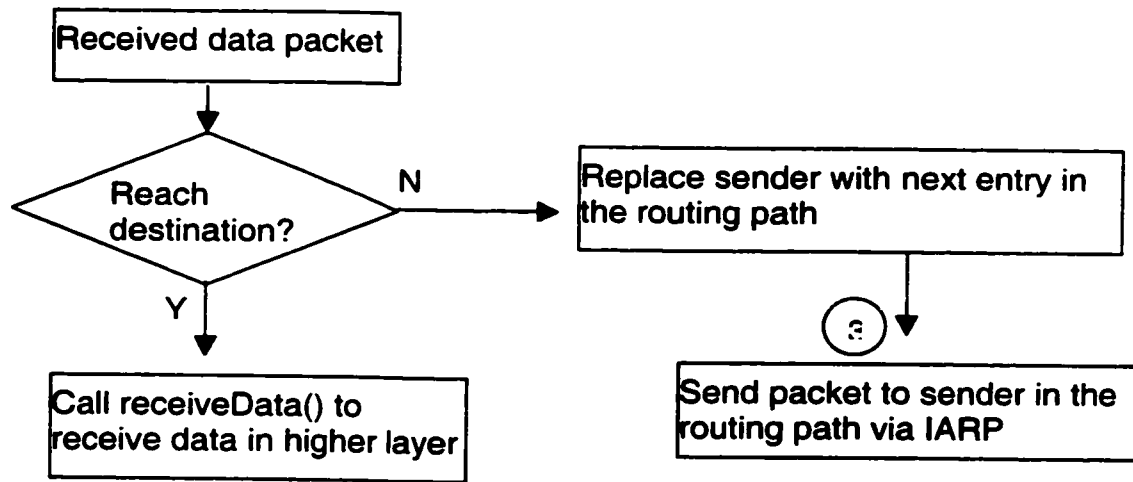 Received data packet
Reach
destination?
N
Y
Replace sender with next entry in
the routing path
Call receiveData() to
receive data in higher layer
Send packet to sender in the
routing path via IARP